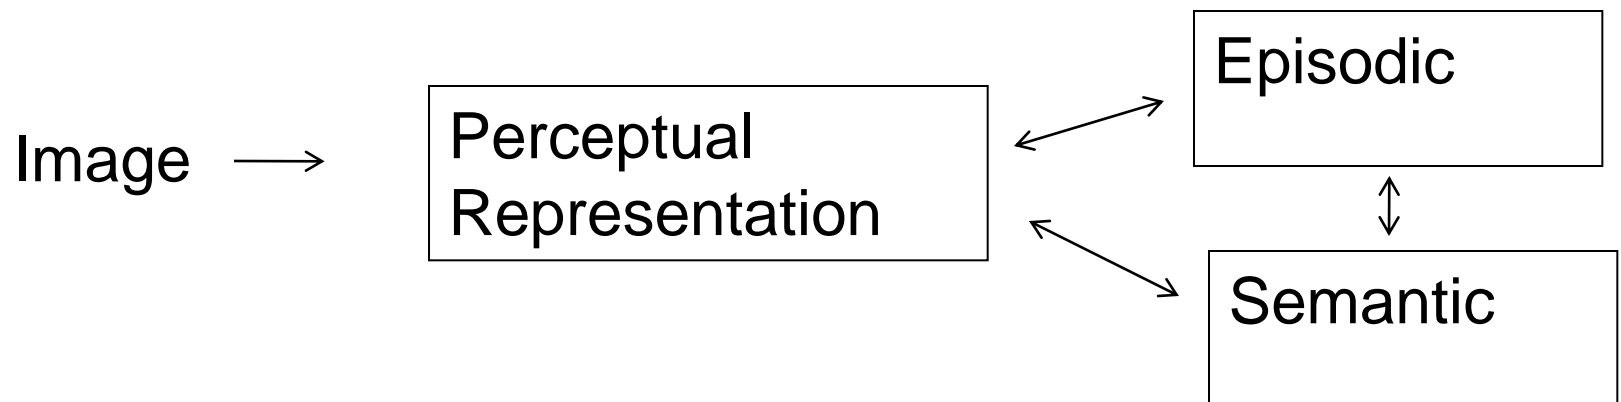 Image
Perceptual
Representation
Episodic
Semantic